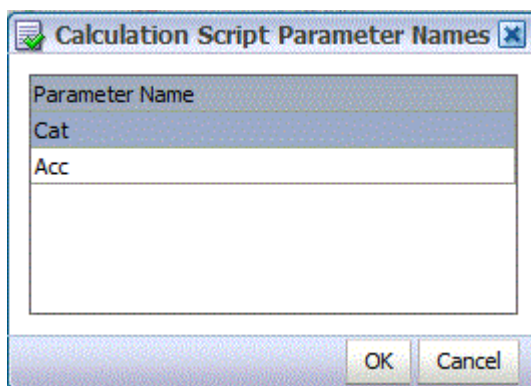 Calculation Script Parameter Names
Parameter Name
Cat
Acc
OK Cancel